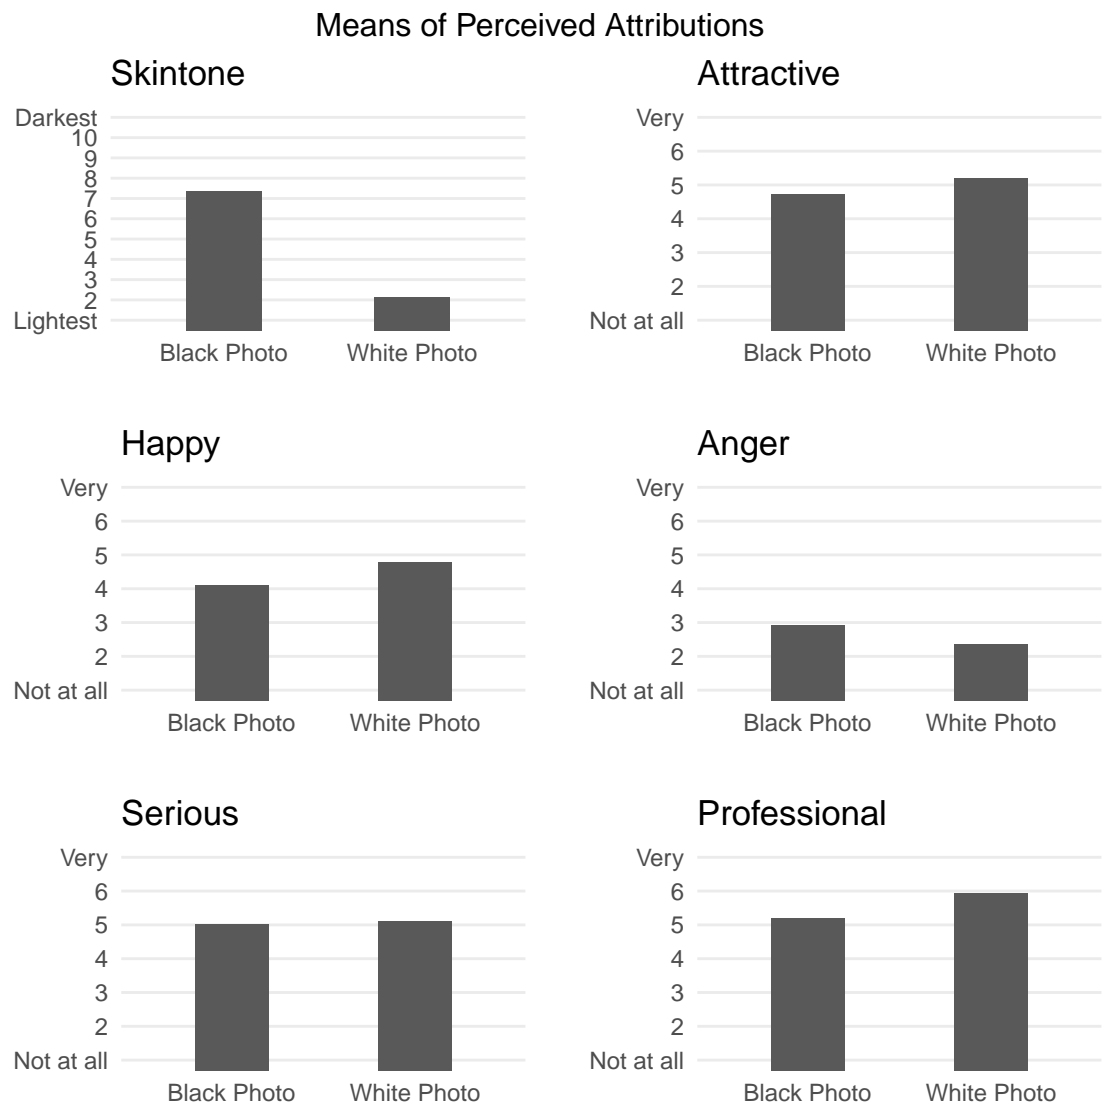 Means of Perceived Attributions
Skintone
Darkest
10
9
8
7
6
5
4
3
2
Lightest
Black Photo White Photo
Attractive
Very
6
5
4
3
2
Not at all
Black Photo White Photo
Happy
Very
6
5
4
3
2
Not at all
Black Photo White Photo
Anger
Very
6
5
4
3
2
Not at all
Black Photo White Photo
Serious
Very
6
5
4
3
2
Not at all
Black Photo White Photo
Professional
Very
6
5
4
3
2
Not at all
Black Photo White Photo